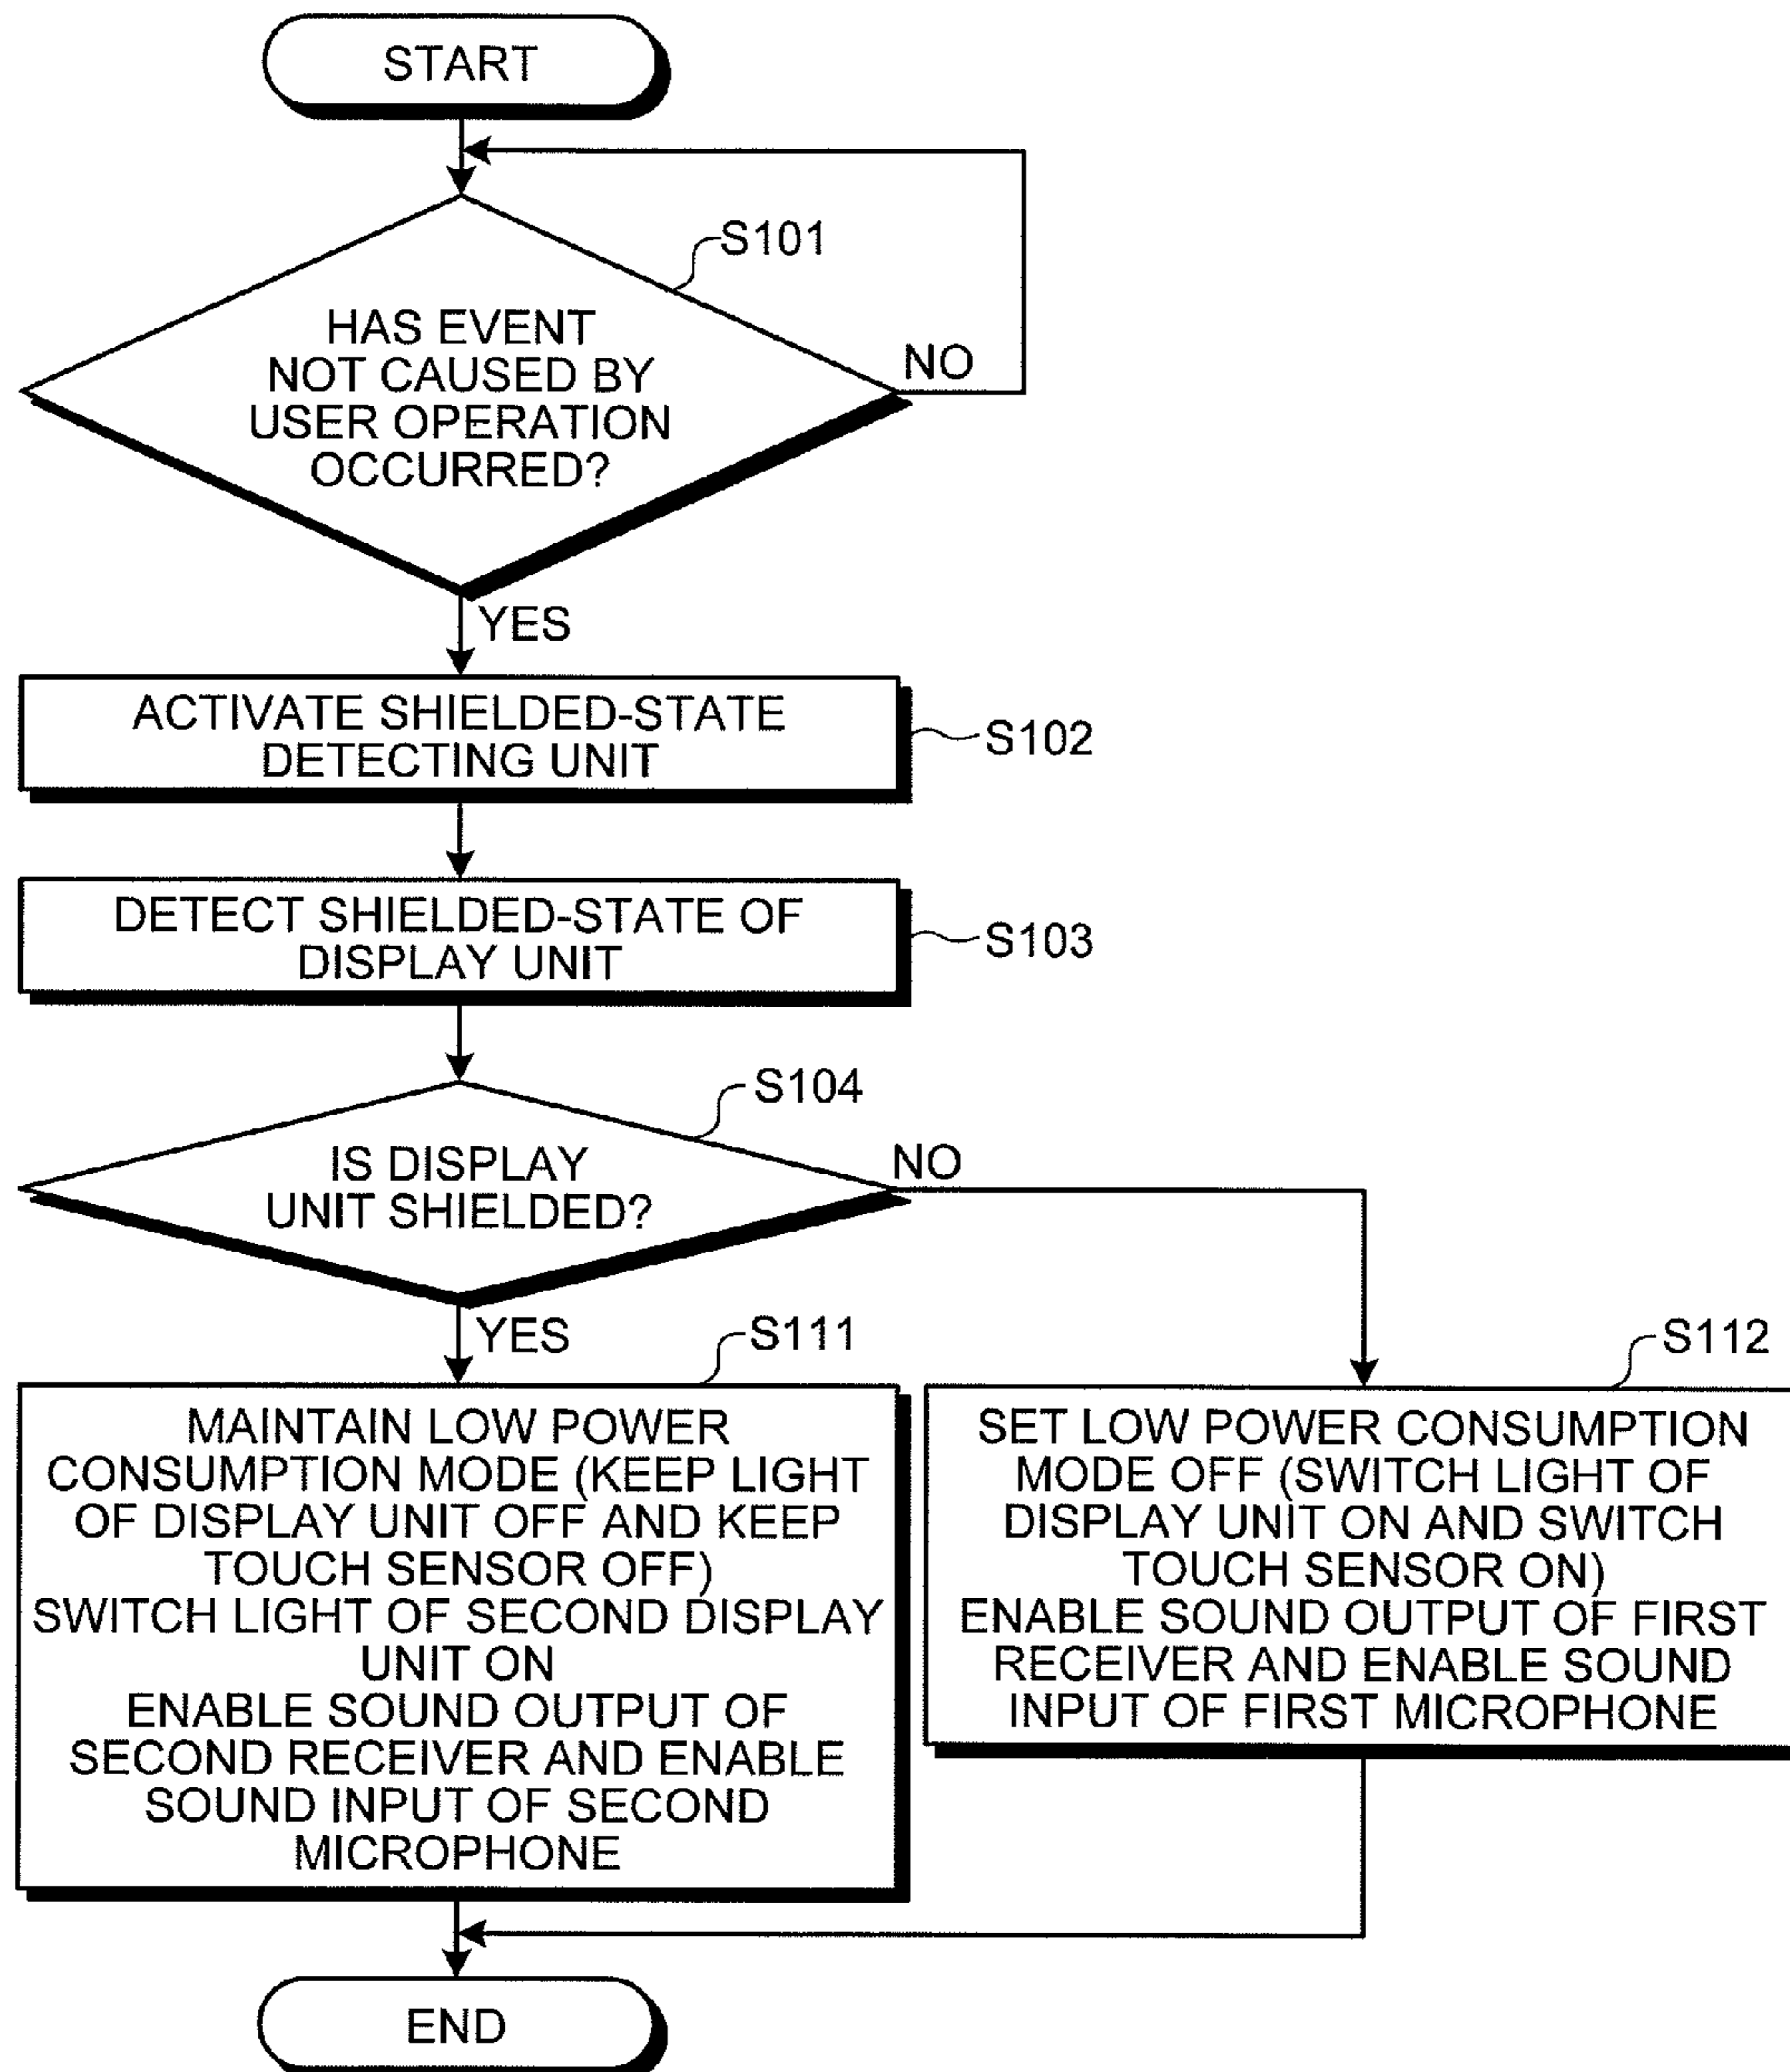 START
S101
HAS EVENT
NOT CAUSED BY
USER OPERATION
OCCURRED?
NO
YES
ACTIVATE SHIELDED-STATE
DETECTING UNIT
S102
DETECT SHIELDED-STATE OF
DISPLAY UNIT
S103
S104
IS DISPLAY
UNIT SHIELDED?
NO
YES
S111
MAINTAIN LOW POWER
CONSUMPTION MODE (KEEP LIGHT
OF DISPLAY UNIT OFF AND KEEP
TOUCH SENSOR OFF)
SWITCH LIGHT OF SECOND DISPLAY
UNIT ON
ENABLE SOUND OUTPUT OF
SECOND RECEIVER AND ENABLE
SOUND INPUT OF SECOND
MICROPHONE
S112
SET LOW POWER CONSUMPTION
MODE OFF (SWITCH LIGHT OF
DISPLAY UNIT ON AND SWITCH
TOUCH SENSOR ON)
ENABLE SOUND OUTPUT OF FIRST
RECEIVER AND ENABLE SOUND
INPUT OF FIRST MICROPHONE
END